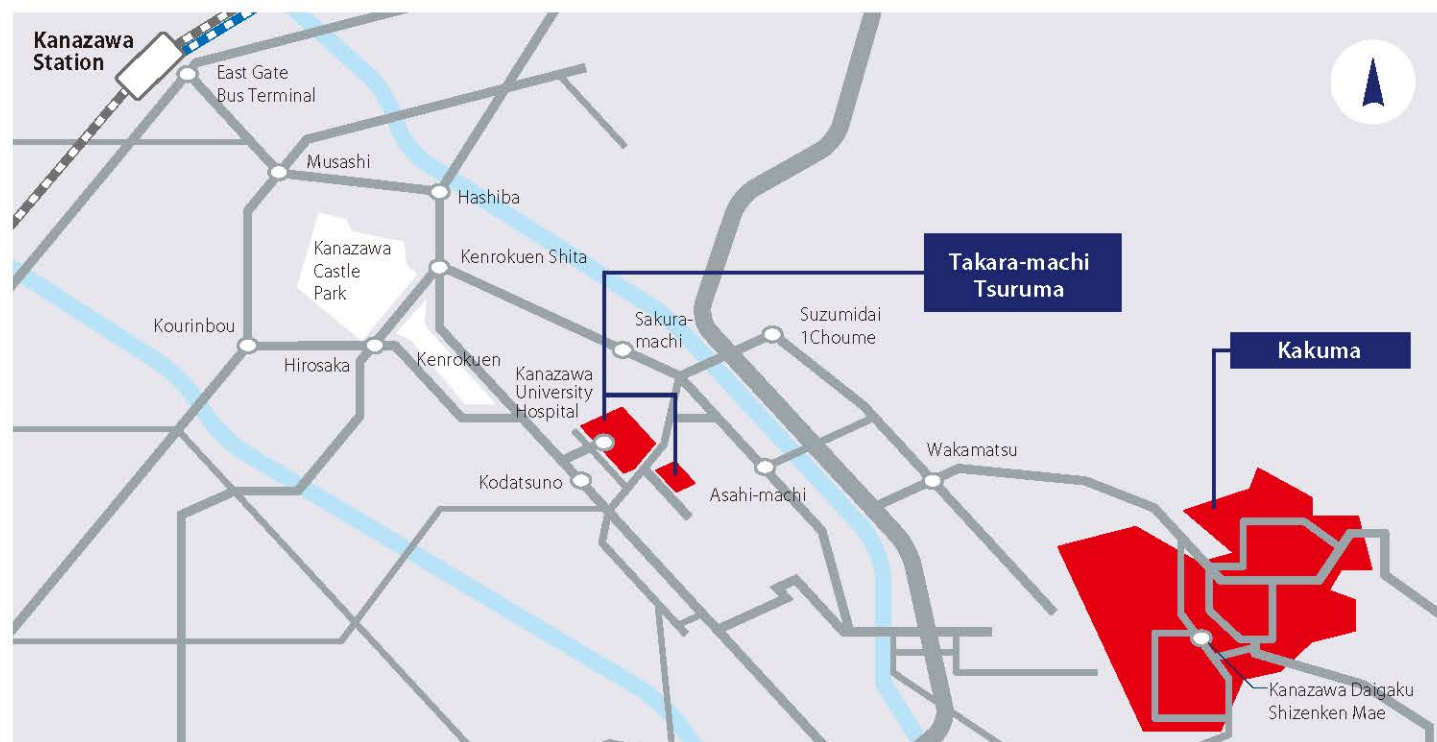 Kanazawa
Station
East Gate
Bus Terminal
Musashi
Hashiba
Kanazawa
Castle
Park
Kenrokuen Shita
Takara-machi
Tsuruma
Kourinbou
Sakura-
machi
Suzumidai
1Choume
Hirosaka
Kenrokuen
Kakuma
Kanazawa
University
Hospital
Wakamatsu
Kodatsuno
Asahi-machi
Kanazawa Daigaku
Shizenken Mae